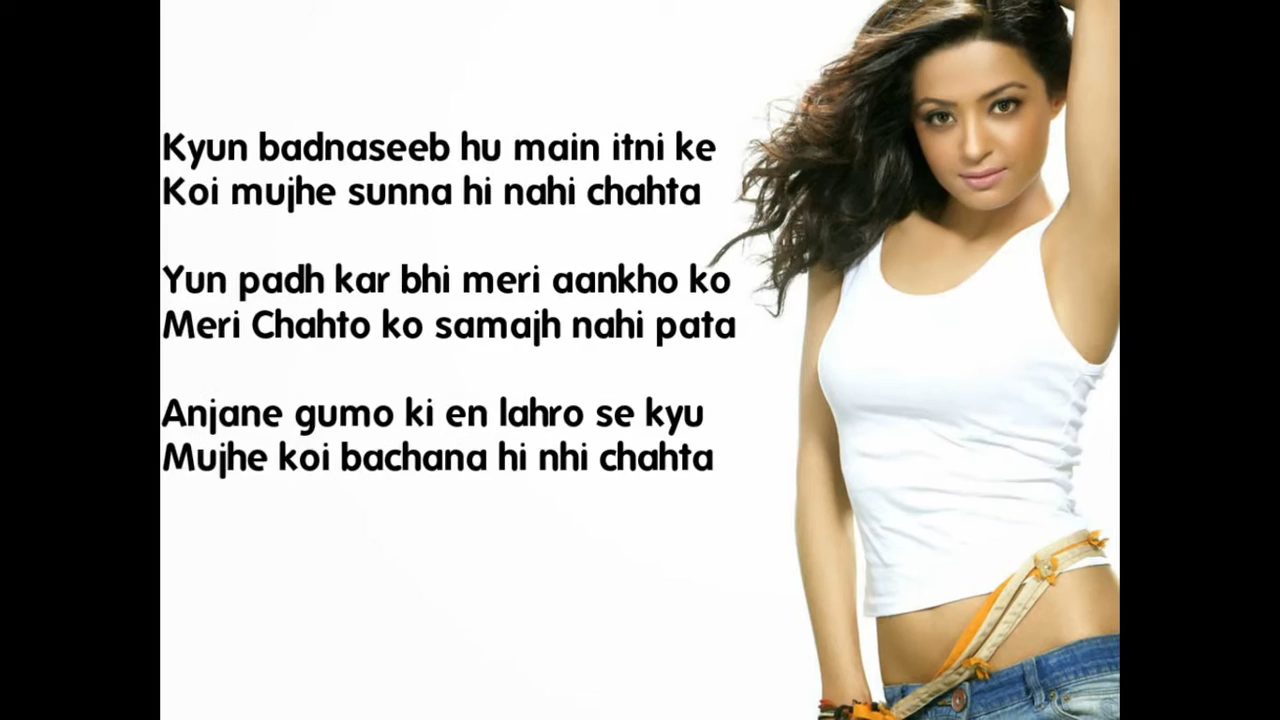 Kyun badnaseeb hu main itni ke
Koi mujhe sunna hi nahi chahta
Yun padh kar bhi meri aankho ko
Meri Chahto ko samajh nahi pata
Anjane gumo ki en lahro se kyu
Mujhe koi bachana hi nhi chahta